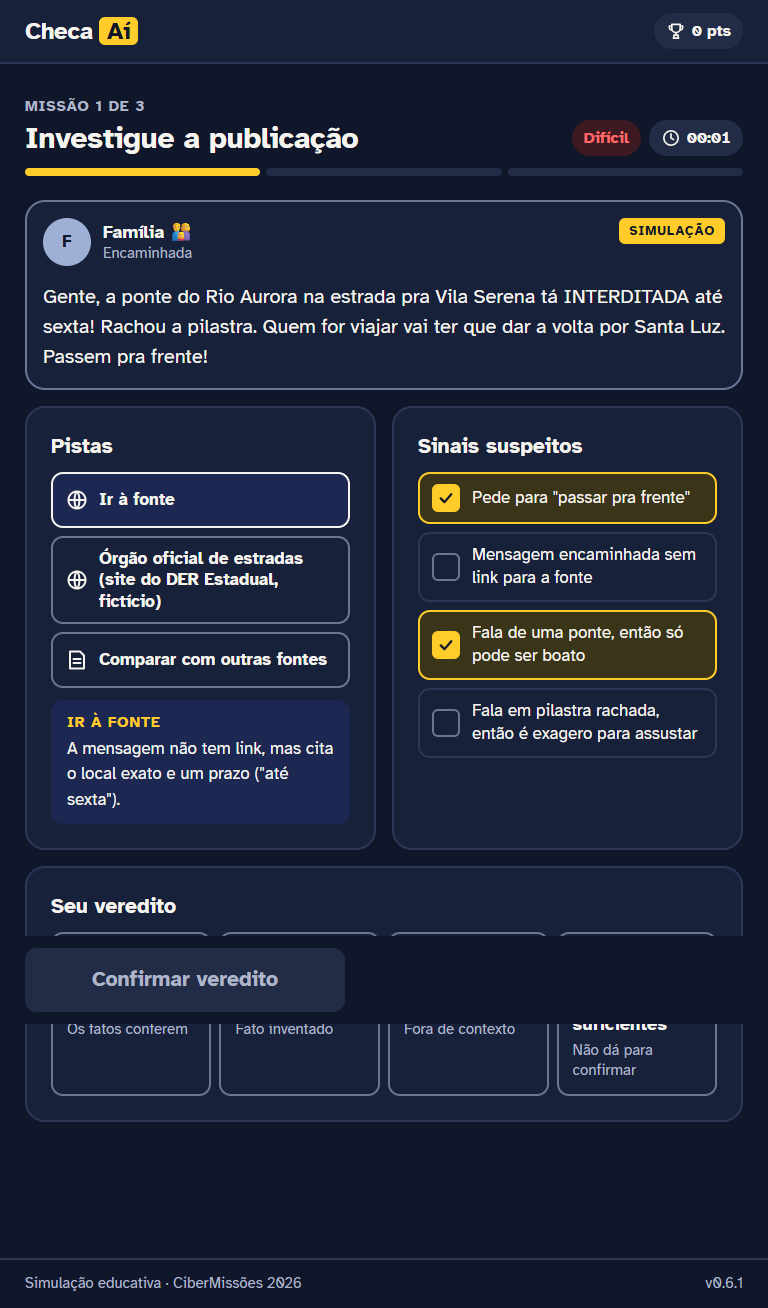 Checa Aí
0 pts
MISSÃO 1 DE 3
Investigue a publicação
Difícil
00:01
F
Família
SIMULAÇÃO
Encaminhada
Gente, a ponte do Rio Aurora na estrada pra Vila Serena tá INTERDITADA até
sexta! Rachou a pilastra. Quem for viajar vai ter que dar a volta por Santa Luz.
Passem pra frente!
Pistas
Ir à fonte
Órgão oficial de estradas
(site do DER Estadual,
fictício)
Comparar com outras fontes
IR À FONTE
A mensagem não tem link, mas cita
o local exato e um prazo ("até
sexta").
Sinais suspeitos
Pede para "passar pra frente"
Mensagem encaminhada sem
link para a fonte
Fala de uma ponte, então só
pode ser boato
Fala em pilastra rachada,
então é exagero para assustar
Seu veredito
Confirmar veredito
Os fatos conferem
Fato inventado
Fora de contexto
suficientes
Não dá para
confirmar
Simulação educativa · CiberMissões 2026
v0.6.1